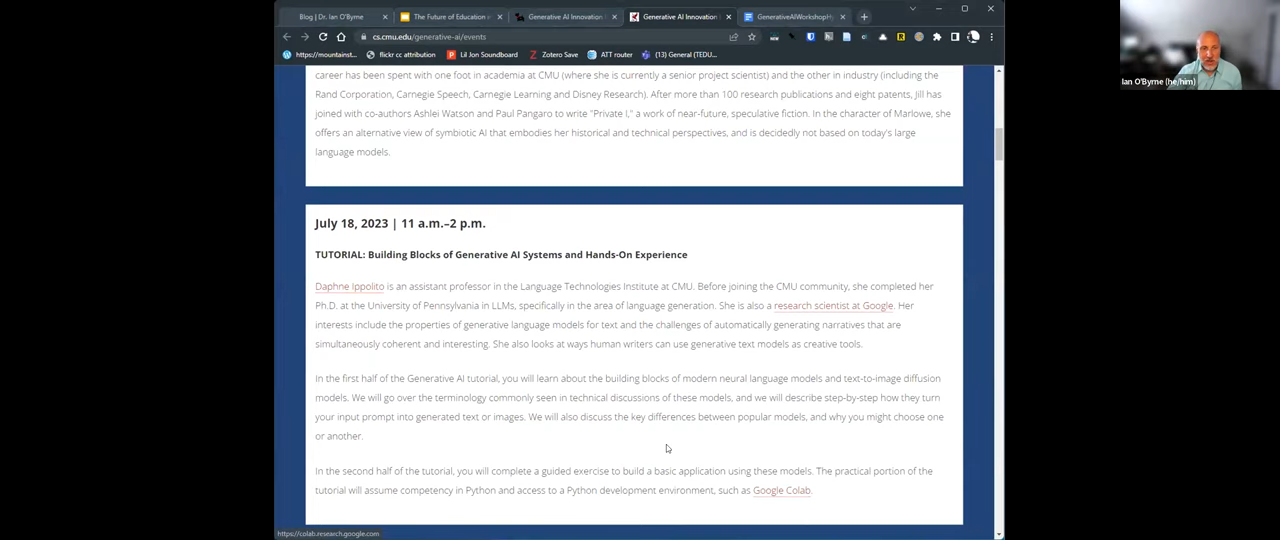 Blog | Dr. Ian O'Byrne
The Future of Education w
Generative AI Innovation
Generative AI Innovation
GenerativeAIWorkshopHy
cs.cmu.edu/generative-ai/events
https://mountainst...
flickr cc attribution
Lil Jon Soundboard
Zotero Save
ATT router
(13) General (TEDU...
Ian O'Byrne (he/him)
career has been spent with one foot in academia at CMU (where she is currently a senior project scientist) and the other in industry (including the
Rand Corporation, Carnegie Speech, Carnegie Learning and Disney Research). After more than 100 research publications and eight patents, Jill has
joined with co-authors Ashlei Watson and Paul Pangaro to write "Private I," a work of near-future, speculative fiction. In the character of Marlowe, she
offers an alternative view of symbiotic AI that embodies her historical and technical perspectives, and is decidedly not based on today's large
language models.
July 18, 2023 | 11 a.m.–2 p.m.
TUTORIAL: Building Blocks of Generative AI Systems and Hands-On Experience
Daphne Ippolito is an assistant professor in the Language Technologies Institute at CMU. Before joining the CMU community, she completed her
Ph.D. at the University of Pennsylvania in LLMs, specifically in the area of language generation. She is also a research scientist at Google. Her
interests include the properties of generative language models for text and the challenges of automatically generating narratives that are
simultaneously coherent and interesting. She also looks at ways human writers can use generative text models as creative tools.
In the first half of the Generative AI tutorial, you will learn about the building blocks of modern neural language models and text-to-image diffusion
models. We will go over the terminology commonly seen in technical discussions of these models, and we will describe step-by-step how they turn
your input prompt into generated text or images. We will also discuss the key differences between popular models, and why you might choose one
or another.
In the second half of the tutorial, you will complete a guided exercise to build a basic application using these models. The practical portion of the
tutorial will assume competency in Python and access to a Python development environment, such as Google Colab.
https://colab.research.google.com